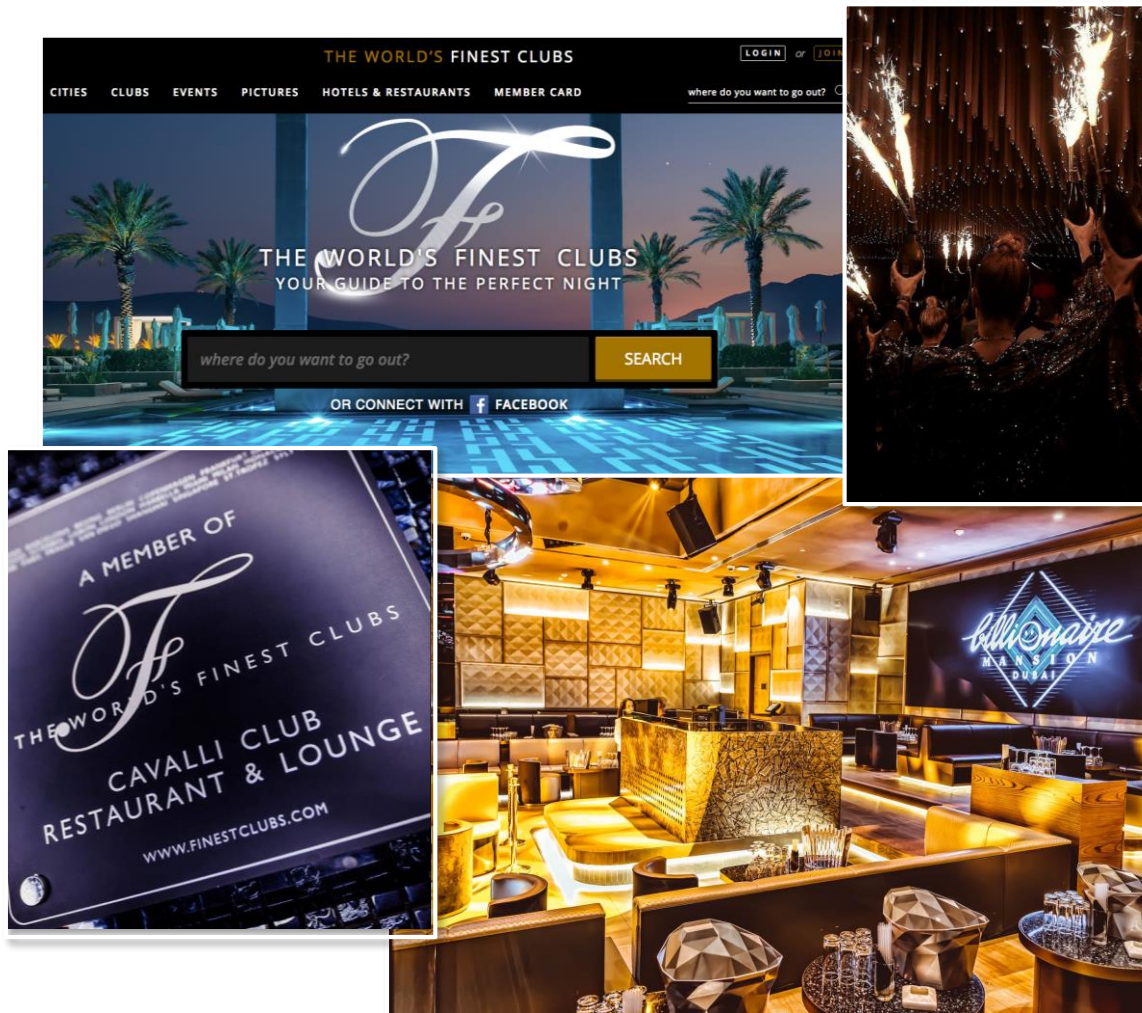 THE WORLD'S FINEST CLUBS
LOGIN or JOIN
CITIES CLUBS EVENTS PICTURES HOTELS & RESTAURANTS MEMBER CARD
where do you want to go out?
THE WORLD'S FINEST CLUBS
YOUR GUIDE TO THE PERFECT NIGHT
where do you want to go out? SEARCH
OR CONNECT WITH f FACEBOOK
A MEMBER OF
F
THE WORLD'S FINEST CLUBS
CAVALLI CLUB
RESTAURANT & LOUNGE
WWW.FINESTCLUBS.COM
billionaire
MANSION
DUBAI